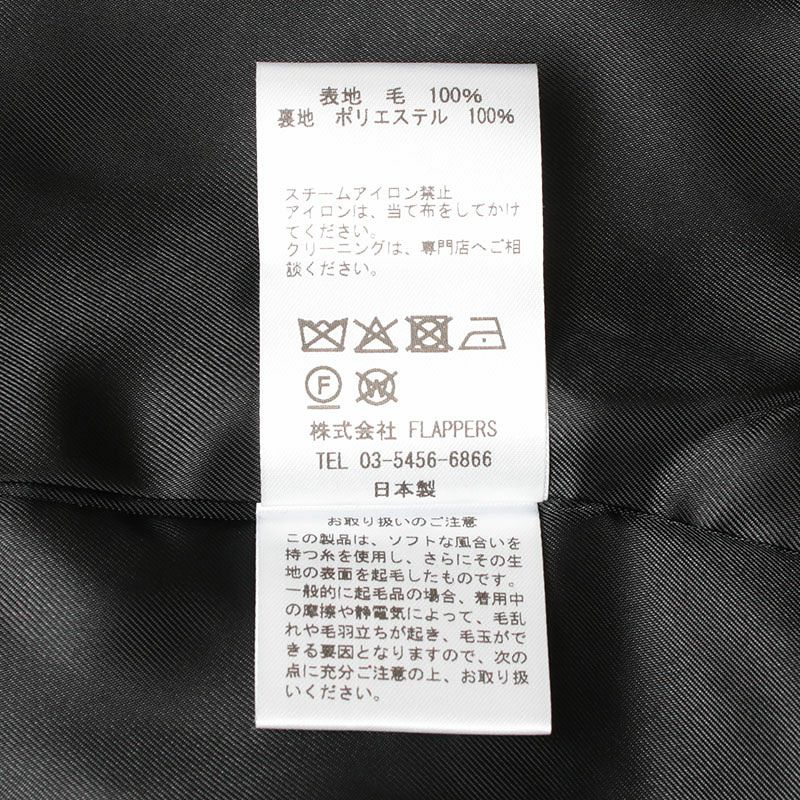 表地 毛 100%
裏地 ポリエステル 100%
スチームアイロン禁止
アイロンは、当て布をしてかけ
てください。
クリーニングは、専門店へご相
談ください。
F
W
株式会社 FLAPPERS
TEL 03-5456-6866
日本製
お取り扱いのご注意
この製品は、ソフトな風合いを
持つ糸を使用し、さらにその生
地の表面を起毛したものです。
一般的に起毛品の場合、着用中
の摩擦や静電気によって、毛乱
れや毛羽立ちが起き、毛玉がで
きる要因となりますので、次の
点に充分ご注意の上、お取り扱
いください。